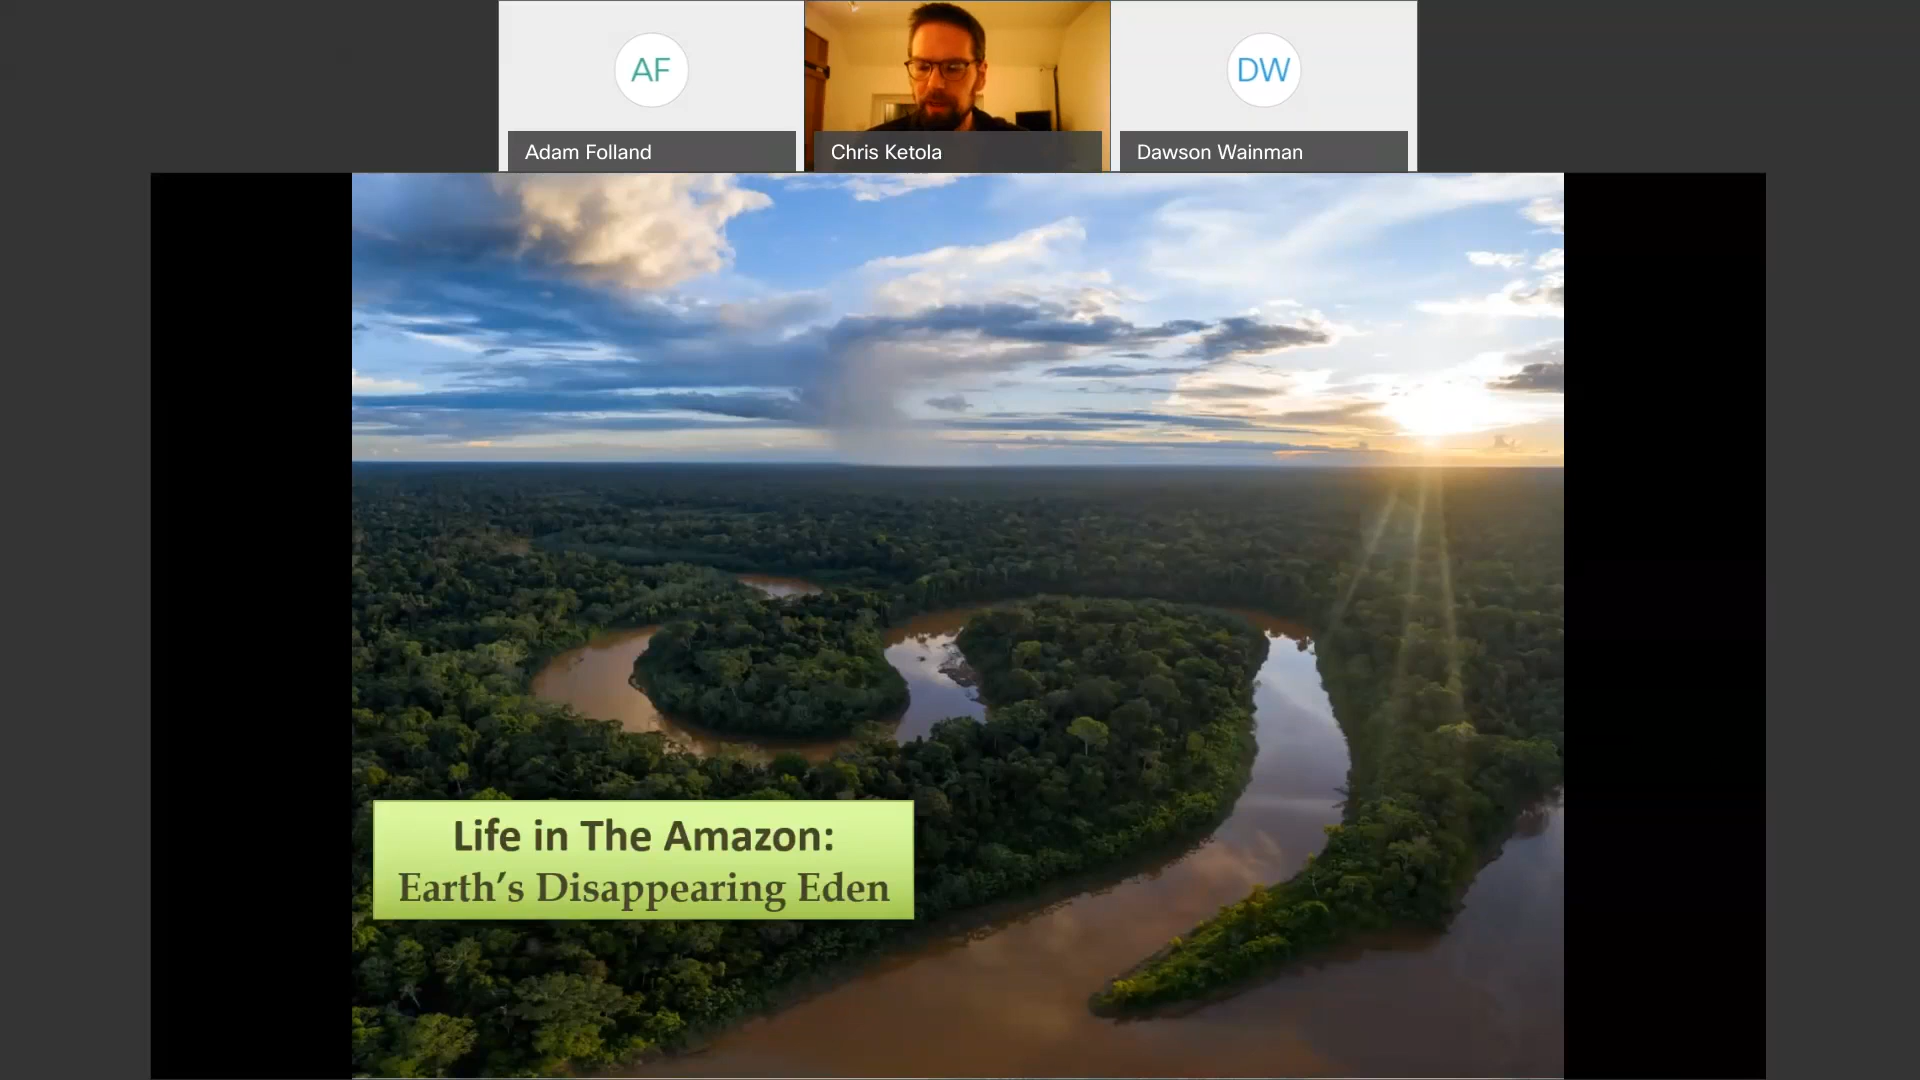 AF
Adam Folland
Chris Ketola
DW
Dawson Wainman
Life in The Amazon:
Earth's Disappearing Eden